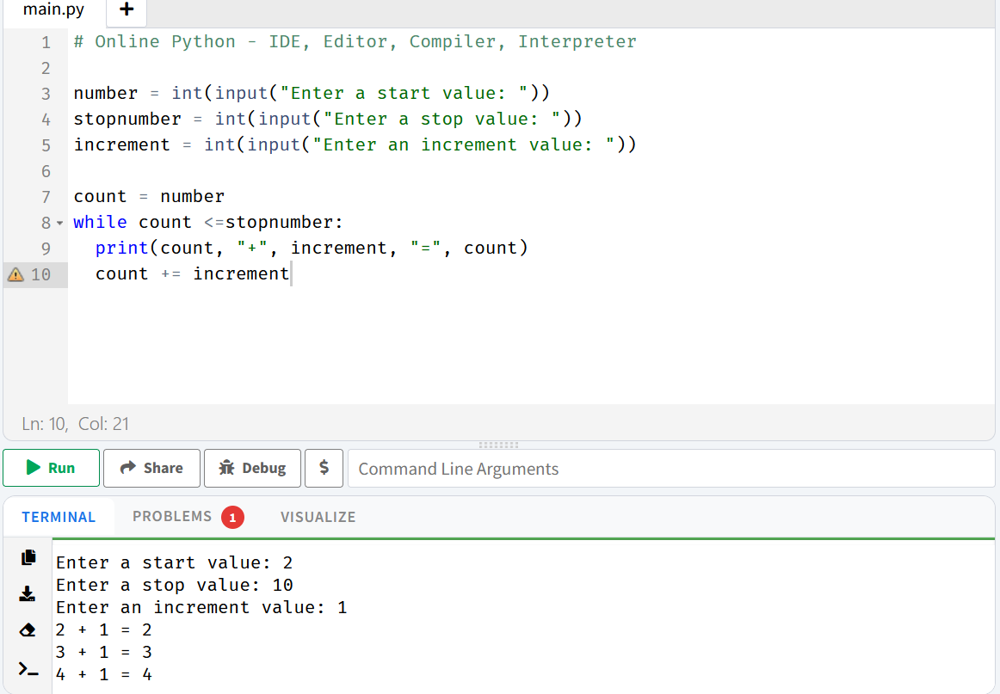 main.py +
1 # Online Python - IDE, Editor, Compiler, Interpreter
2
3 number = int(input("Enter a start value: "))
4 stopnumber = int(input("Enter a stop value: "))
5 increment = int(input("Enter an increment value: "))
6
7 count = number
8 while count <=stopnumber:
9   print(count, "+", increment, "=", count)
10   count += increment
Ln: 10, Col: 21
Run Share Debug $ Command Line Arguments
TERMINAL PROBLEMS 1 VISUALIZE
Enter a start value: 2
Enter a stop value: 10
Enter an increment value: 1
2 + 1 = 2
3 + 1 = 3
4 + 1 = 4